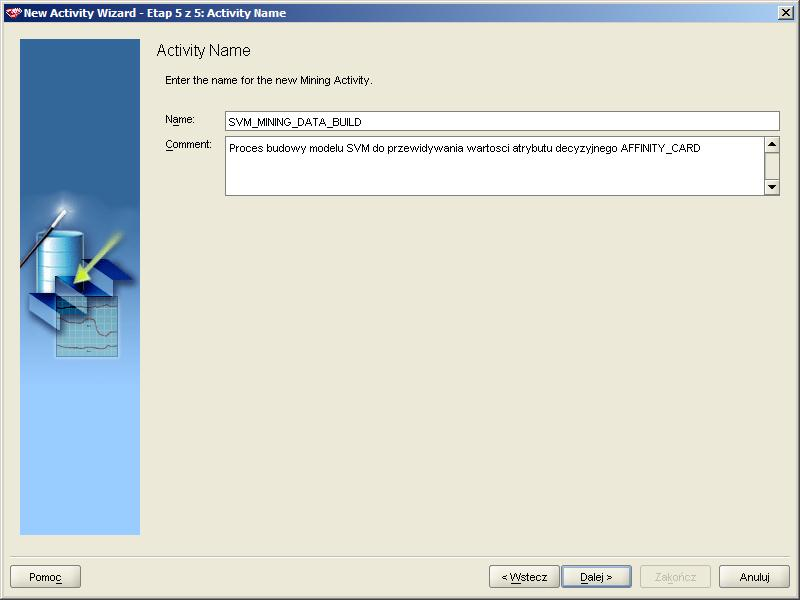 New Activity Wizard - Etap 5 z 5: Activity Name
Activity Name
Enter the name for the new Mining Activity.
Name: SVM_MINING_DATA_BUILD
Comment: Proces budowy modelu SVM do przewidywania wartosci atrybutu decyzyjnego AFFINITY_CARD
Pomoc < Wstecz Dalej > Zakończ Anuluj